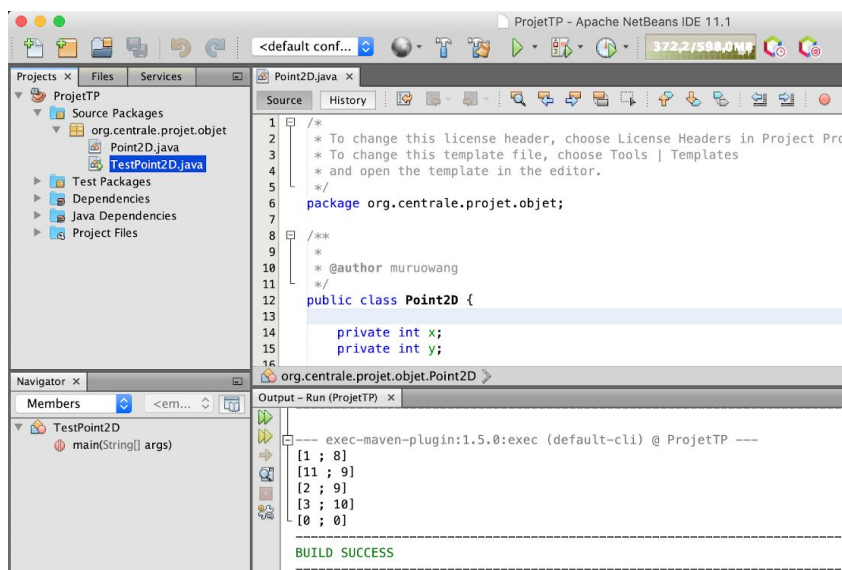 ProjetTP - Apache NetBeans IDE 11.1
<default conf...
372,2/598,0MB
Projects
Files
Services
ProjetTP
Source Packages
org.centrale.projet.objet
Point2D.java
TestPoint2D.java
Test Packages
Dependencies
Java Dependencies
Project Files
Point2D.java
Source
History
1 /*
2 * To change this license header, choose License Headers in Project Pro
3 * To change this template file, choose Tools | Templates
4 * and open the template in the editor.
5 */
6 package org.centrale.projet.objet;
7
8 /**
9 *
10 * @author muruowang
11 */
12 public class Point2D {
13
14 private int x;
15 private int y;
16
org.centrale.projet.objet.Point2D
Navigator
Members
<em...
TestPoint2D
main(String[] args)
Output - Run (ProjetTP)
--- exec-maven-plugin:1.5.0:exec (default-cli) @ ProjetTP ---
[1 ; 8]
[11 ; 9]
[2 ; 9]
[3 ; 10]
[0 ; 0]
------------------------------------------------------------------------
BUILD SUCCESS
------------------------------------------------------------------------